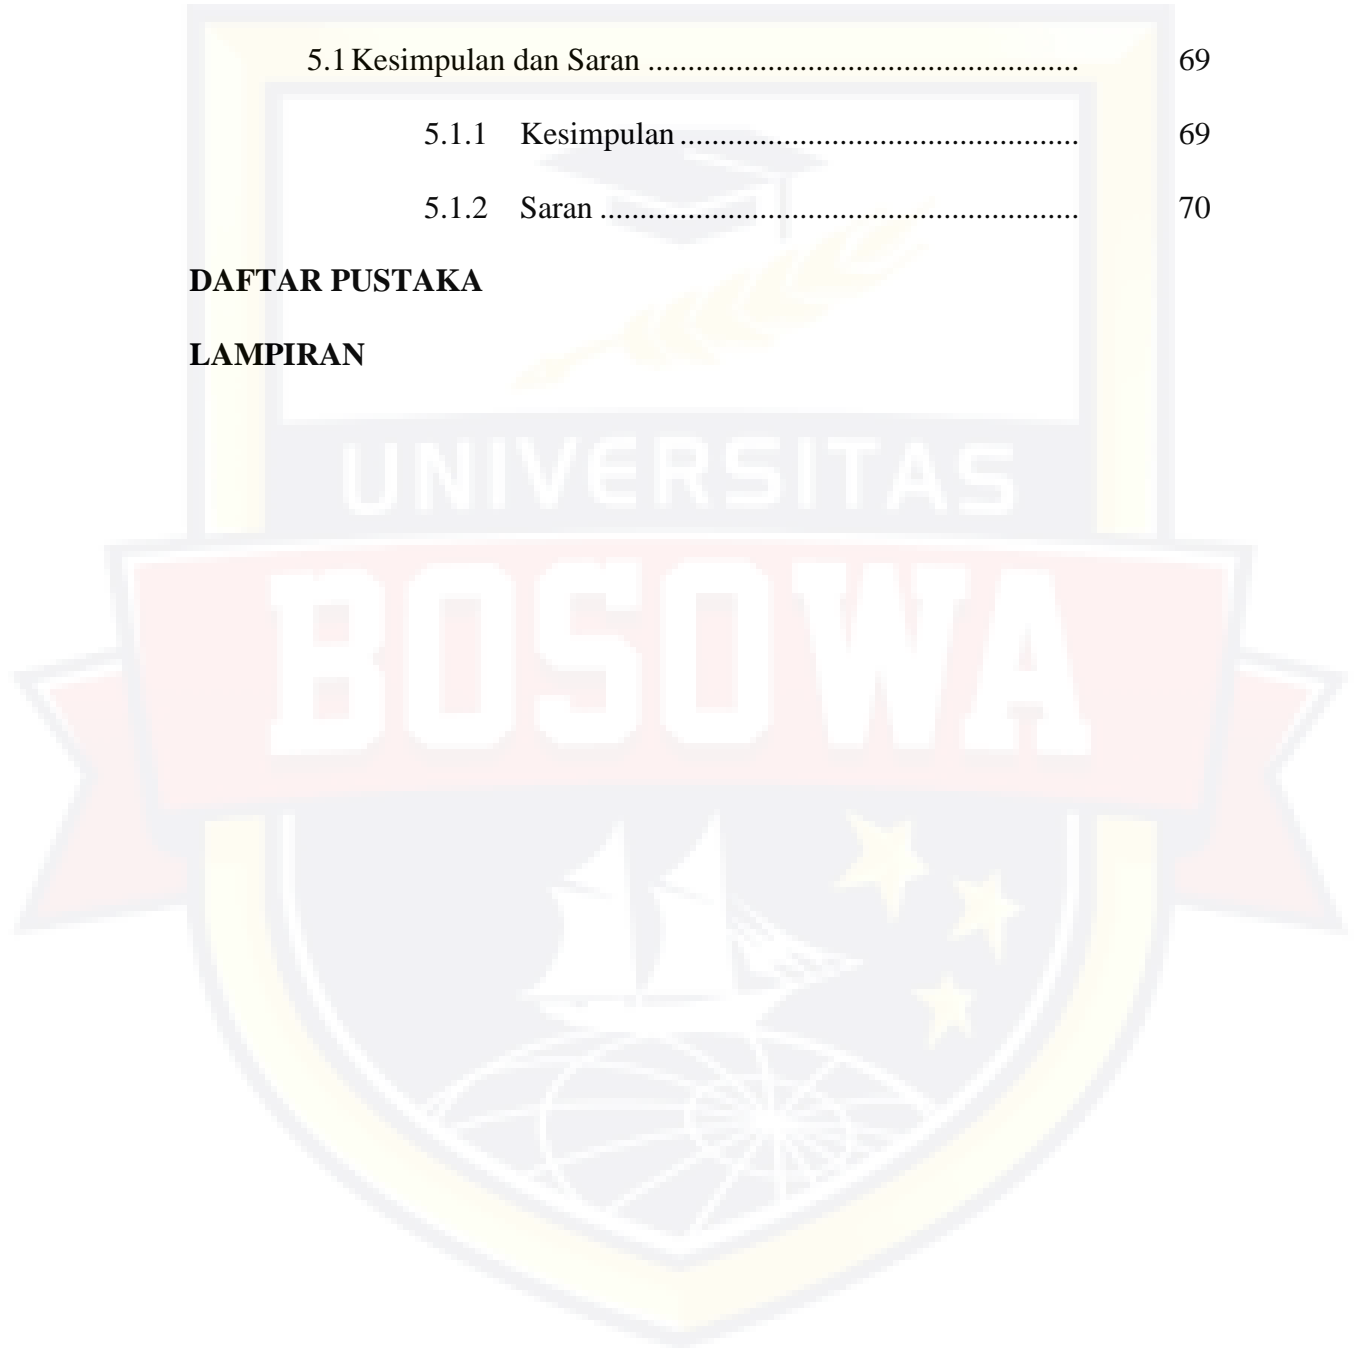 5.1 Kesimpulan dan Saran ...................................................... 69
5.1.1 Kesimpulan .................................................. 69
5.1.2 Saran ............................................................ 70
DAFTAR PUSTAKA
LAMPIRAN
UNIVERSITAS
BOSOWA